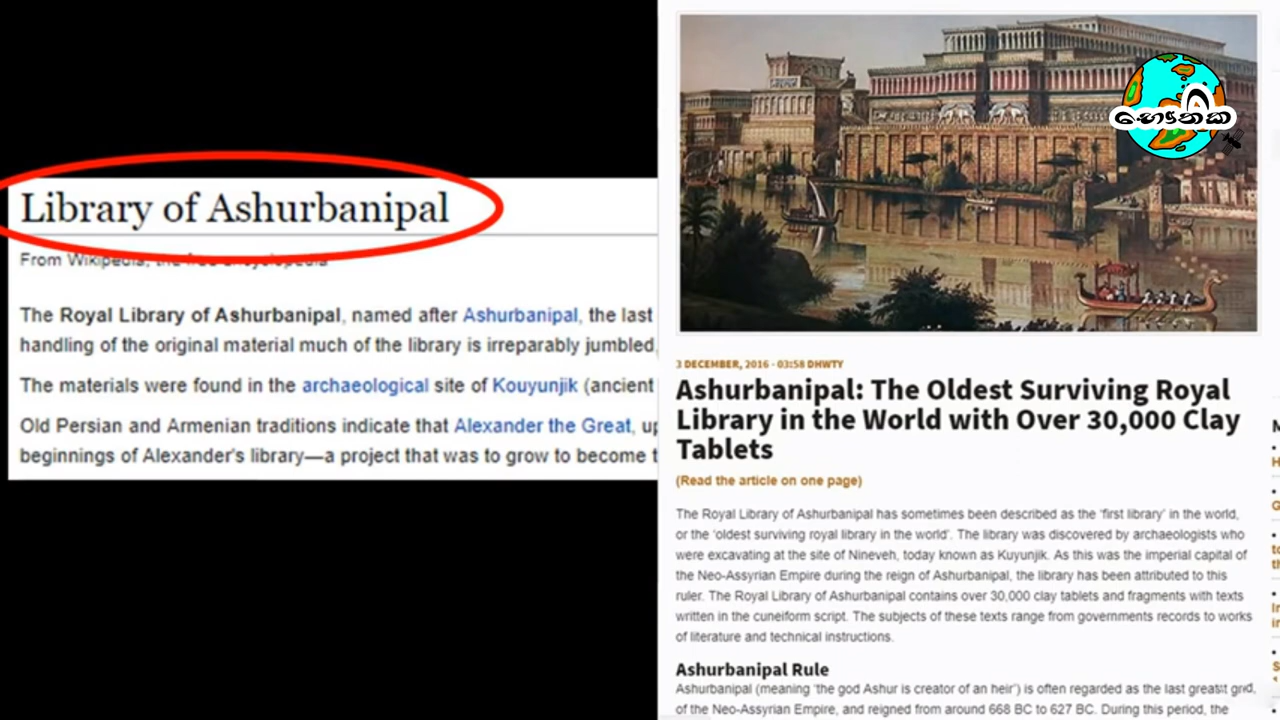 Library of Ashurbanipal
From Wikipedia, the free encyclopedia
The Royal Library of Ashurbanipal, named after Ashurbanipal, the last
handling of the original material much of the library is irreparably jumbled,
The materials were found in the archaeological site of Kouyunjik (ancient
Old Persian and Armenian traditions indicate that Alexander the Great, up
beginnings of Alexander's library—a project that was to grow to become t
භෞතික
3 DECEMBER, 2016 - 03:58 DHWTY
Ashurbanipal: The Oldest Surviving Royal
Library in the World with Over 30,000 Clay
Tablets
(Read the article on one page)
The Royal Library of Ashurbanipal has sometimes been described as the 'first library' in the world,
or the 'oldest surviving royal library in the world'. The library was discovered by archaeologists who
were excavating at the site of Nineveh, today known as Kuyunjik. As this was the imperial capital of
the Neo-Assyrian Empire during the reign of Ashurbanipal, the library has been attributed to this
ruler. The Royal Library of Ashurbanipal contains over 30,000 clay tablets and fragments with texts
written in the cuneiform script. The subjects of these texts range from governments records to works
of literature and technical instructions.
Ashurbanipal Rule
Ashurbanipal (meaning 'the god Ashur is creator of an heir') is often regarded as the last great
of the Neo-Assyrian Empire, and reigned from around 668 BC to 627 BC. During this period, the